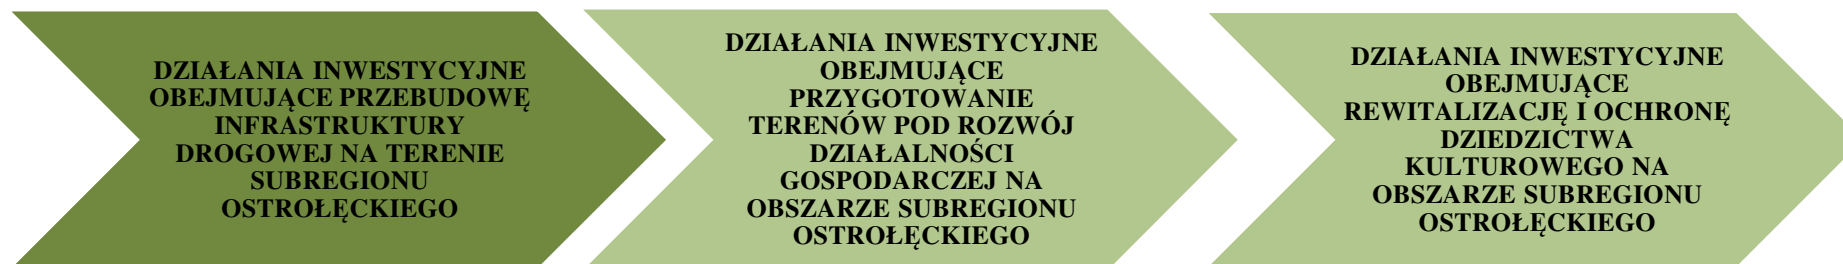 DZIAŁANIA INWESTYCYJNE
OBEJMUJĄCE PRZEBUDOWĘ
INFRASTRUKTURY
DROGOWEJ NA TERENIE
SUBREGIONU
OSTROŁĘCKIEGO
DZIAŁANIA INWESTYCYJNE
OBEJMUJĄCE
PRZYGOTOWANIE
TERENÓW POD ROZWÓJ
DZIAŁALNOŚCI
GOSPODARCZEJ NA
OBSZARZE SUBREGIONU
OSTROŁĘCKIEGO
DZIAŁANIA INWESTYCYJNE
OBEJMUJĄCE
REWITALIZACJĘ I OCHRONĘ
DZIEDZICTWA
KULTUROWEGO NA
OBSZARZE SUBREGIONU
OSTROŁĘCKIEGO